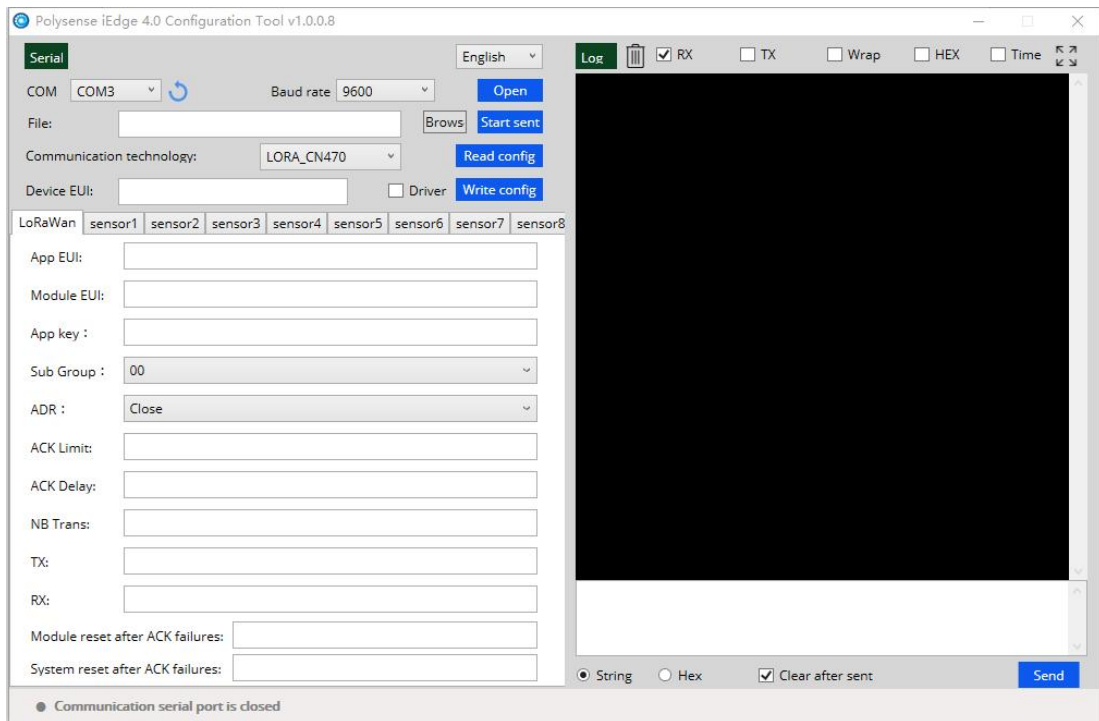 Polysense iEdge 4.0 Configuration Tool v1.0.0.8
Serial
English
COM COM3 Baud rate 9600 Open
File: Brows Start sent
Communication technology: LORA_CN470 Read config
Device EUI: Driver Write config
LoRaWan sensor1 sensor2 sensor3 sensor4 sensor5 sensor6 sensor7 sensor8
App EUI:
Module EUI:
App key：
Sub Group： 00
ADR： Close
ACK Limit:
ACK Delay:
NB Trans:
TX:
RX:
Module reset after ACK failures:
System reset after ACK failures:
Communication serial port is closed
Log RX TX Wrap HEX Time
String Hex Clear after sent Send